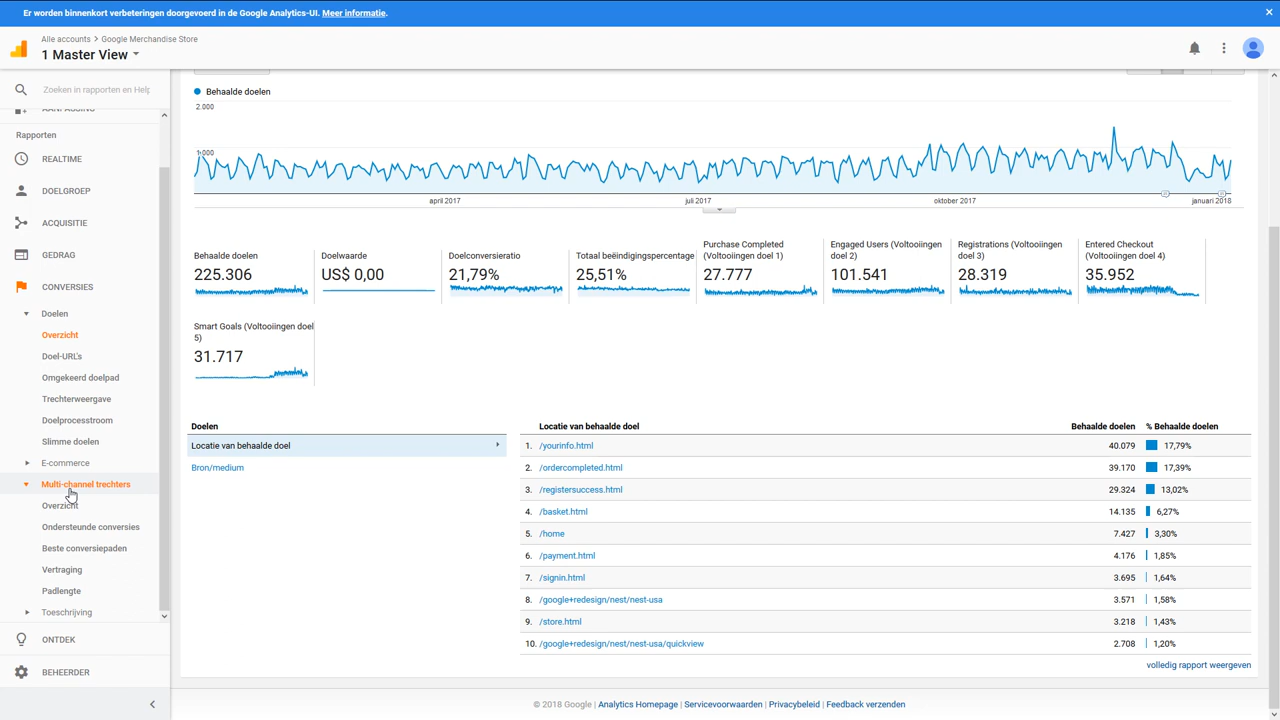 Er worden binnenkort verbeteringen doorgevoerd in de Google Analytics-UI. Meer informatie.
Alle accounts > Google Merchandise Store
1 Master View
Zoeken in rapporten en Help
AANPASSING
Rapporten
REALTIME
DOELGROEP
ACQUISITIE
GEDRAG
CONVERSIES
Doelen
Overzicht
Doel-URL's
Omgekeerd doelpad
Trechterweergave
Doelprocesstroom
Slimme doelen
E-commerce
Multi-channel trechters
Overzicht
Ondersteunde conversies
Beste conversiepaden
Vertraging
Padlengte
Toeschrijving
ONTDEK
BEHEERDER
Behaalde doelen
2.000
1.000
april 2017 juli 2017 oktober 2017 januari 2018
Behaalde doelen
225.306
Doelwaarde
US$ 0,00
Doelconversieratio
21,79%
Totaal beëindigingspercentage
25,51%
Purchase Completed
(Voltooiingen doel 1)
27.777
Engaged Users (Voltooiingen
doel 2)
101.541
Registrations (Voltooiingen
doel 3)
28.319
Entered Checkout
(Voltooiingen doel 4)
35.952
Smart Goals (Voltooiingen doel
5)
31.717
Doelen
Locatie van behaalde doel
Bron/medium
Locatie van behaalde doel Behaalde doelen % Behaalde doelen
1. /yourinfo.html 40.079 17,79%
2. /ordercompleted.html 39.170 17,39%
3. /registersuccess.html 29.324 13,02%
4. /basket.html 14.135 6,27%
5. /home 7.427 3,30%
6. /payment.html 4.176 1,85%
7. /signin.html 3.695 1,64%
8. /google+redesign/nest/nest-usa 3.571 1,58%
9. /store.html 3.218 1,43%
10. /google+redesign/nest/nest-usa/quickview 2.708 1,20%
volledig rapport weergeven
© 2018 Google | Analytics Homepage | Servicevoorwaarden | Privacybeleid | Feedback verzenden